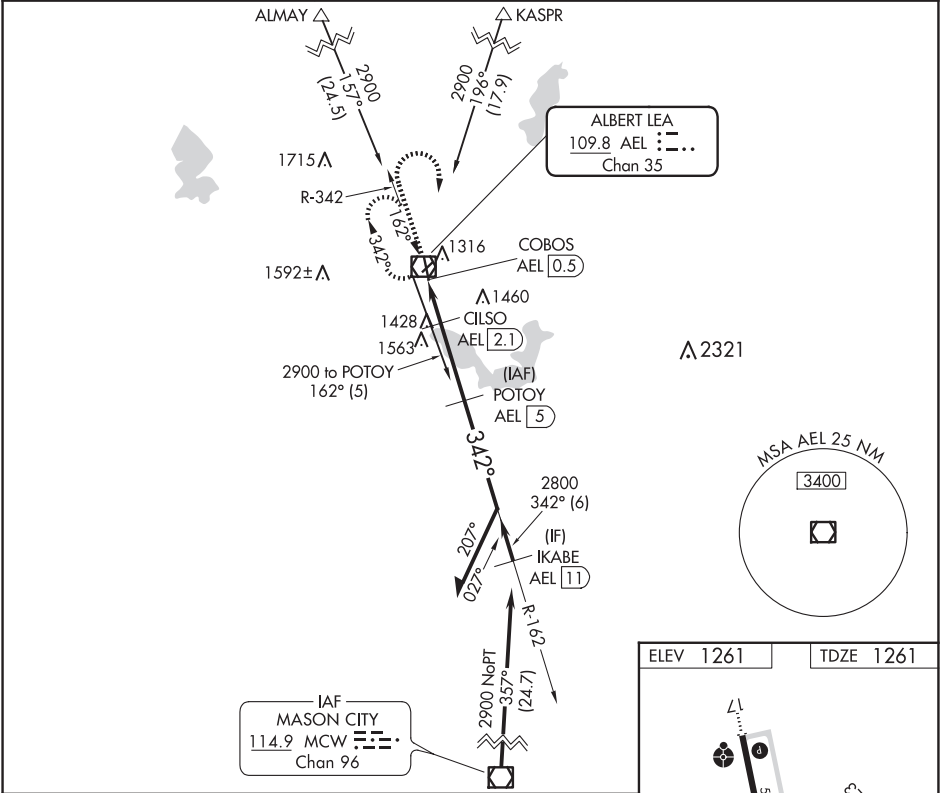 ALMAY
KASPR
2900
157°
(24.5)
2900
196°
(17.9)
ALBERT LEA
109.8 AEL
Chan 35
1715
R-342
162°
342°
1316
COBOS
AEL 0.5
1592±
1460
1428
CILSO
AEL 2.1
1563
2321
2900 to POTOY
162° (5)
(IAF)
POTOY
AEL 5
342°
MSA AEL 25 NM
3400
2800
342° (6)
(IF)
IKABE
AEL 11
207°
027°
R-162
2900 NoPT
357°
(24.7)
IAF
MASON CITY
114.9 MCW
Chan 96
ELEV 1261
TDZE 1261
17
P
5